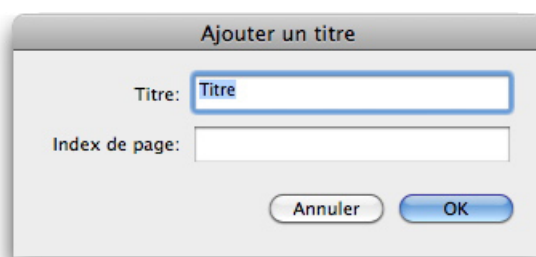 Ajouter un titre
Titre: Titre
Index de page:
Annuler OK